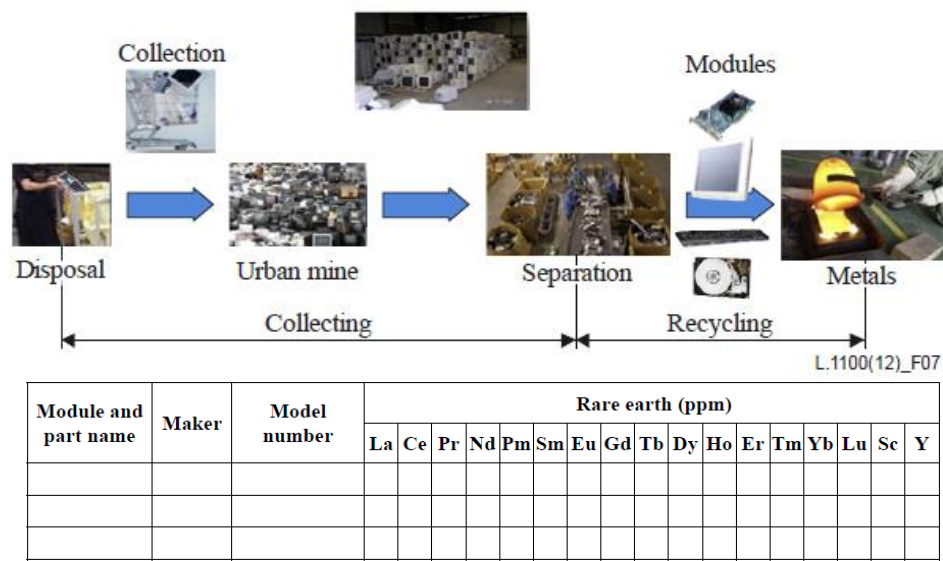 Collection
Modules
Disposal
Urban mine
Separation
Metals
Collecting
Recycling
L.1100(12)_F07
Module and part name
Maker
Model number
Rare earth (ppm)
La Ce Pr Nd Pm Sm Eu Gd Tb Dy Ho Er Tm Yb Lu Sc Y